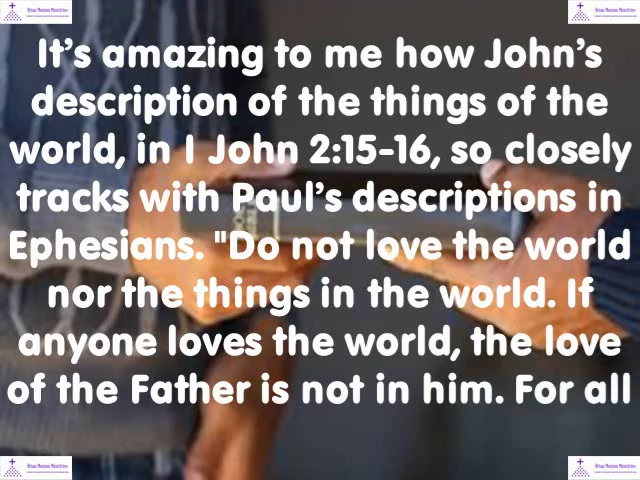 It’s amazing to me how John’s
description of the things of the
world, in I John 2:15-16, so closely
tracks with Paul’s descriptions in
Ephesians. "Do not love the world
nor the things in the world. If
anyone loves the world, the love
of the Father is not in him. For all